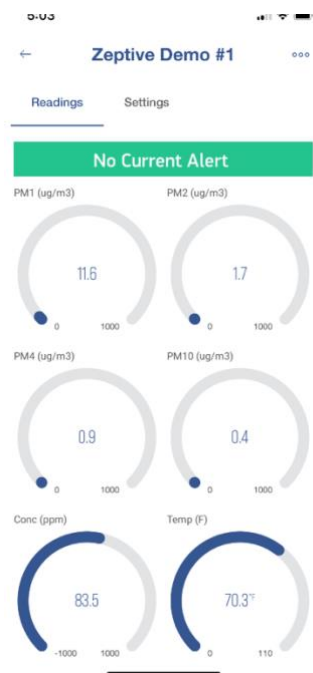 5:03
← Zeptive Demo #1 ooo
Readings Settings
No Current Alert
PM1 (ug/m3) PM2 (ug/m3)
11.6 1.7
0 1000 0 1000
PM4 (ug/m3) PM10 (ug/m3)
0.9 0.4
0 1000 0 1000
Conc (ppm) Temp (F)
83.5 70.3°F
-1000 1000 0 110